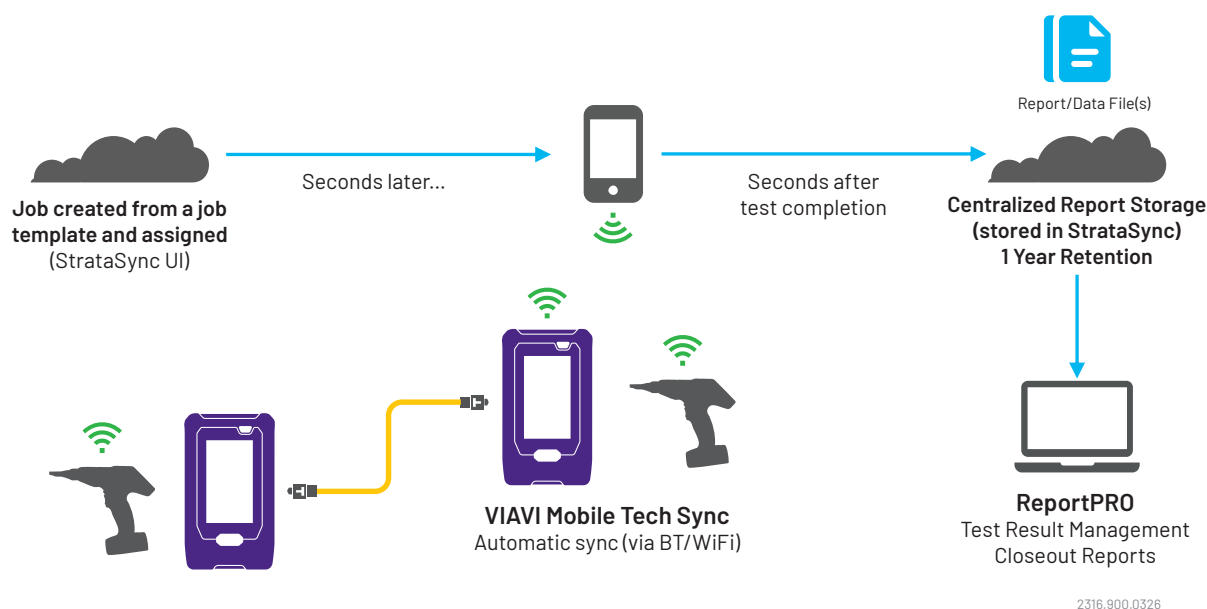 Report/Data File(s)
Seconds later...
Seconds after
test completion
Job created from a job
template and assigned
(StrataSync UI)
Centralized Report Storage
(stored in StrataSync)
1 Year Retention
VIAVI Mobile Tech Sync
Automatic sync (via BT/WiFi)
ReportPRO
Test Result Management
Closeout Reports
2316.900.0326